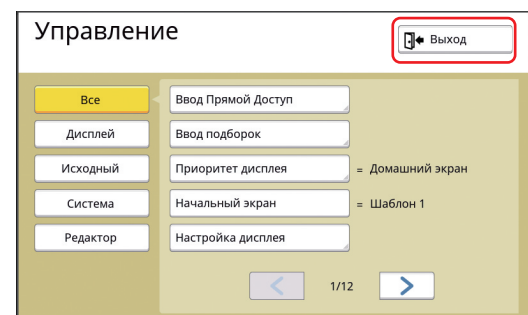 Управление
Выход
Все
Ввод Прямой Доступ
Дисплей
Ввод подборок
Исходный
Приоритет дисплея = Домашний экран
Система
Начальный экран = Шаблон 1
Редактор
Настройка дисплея
1/12